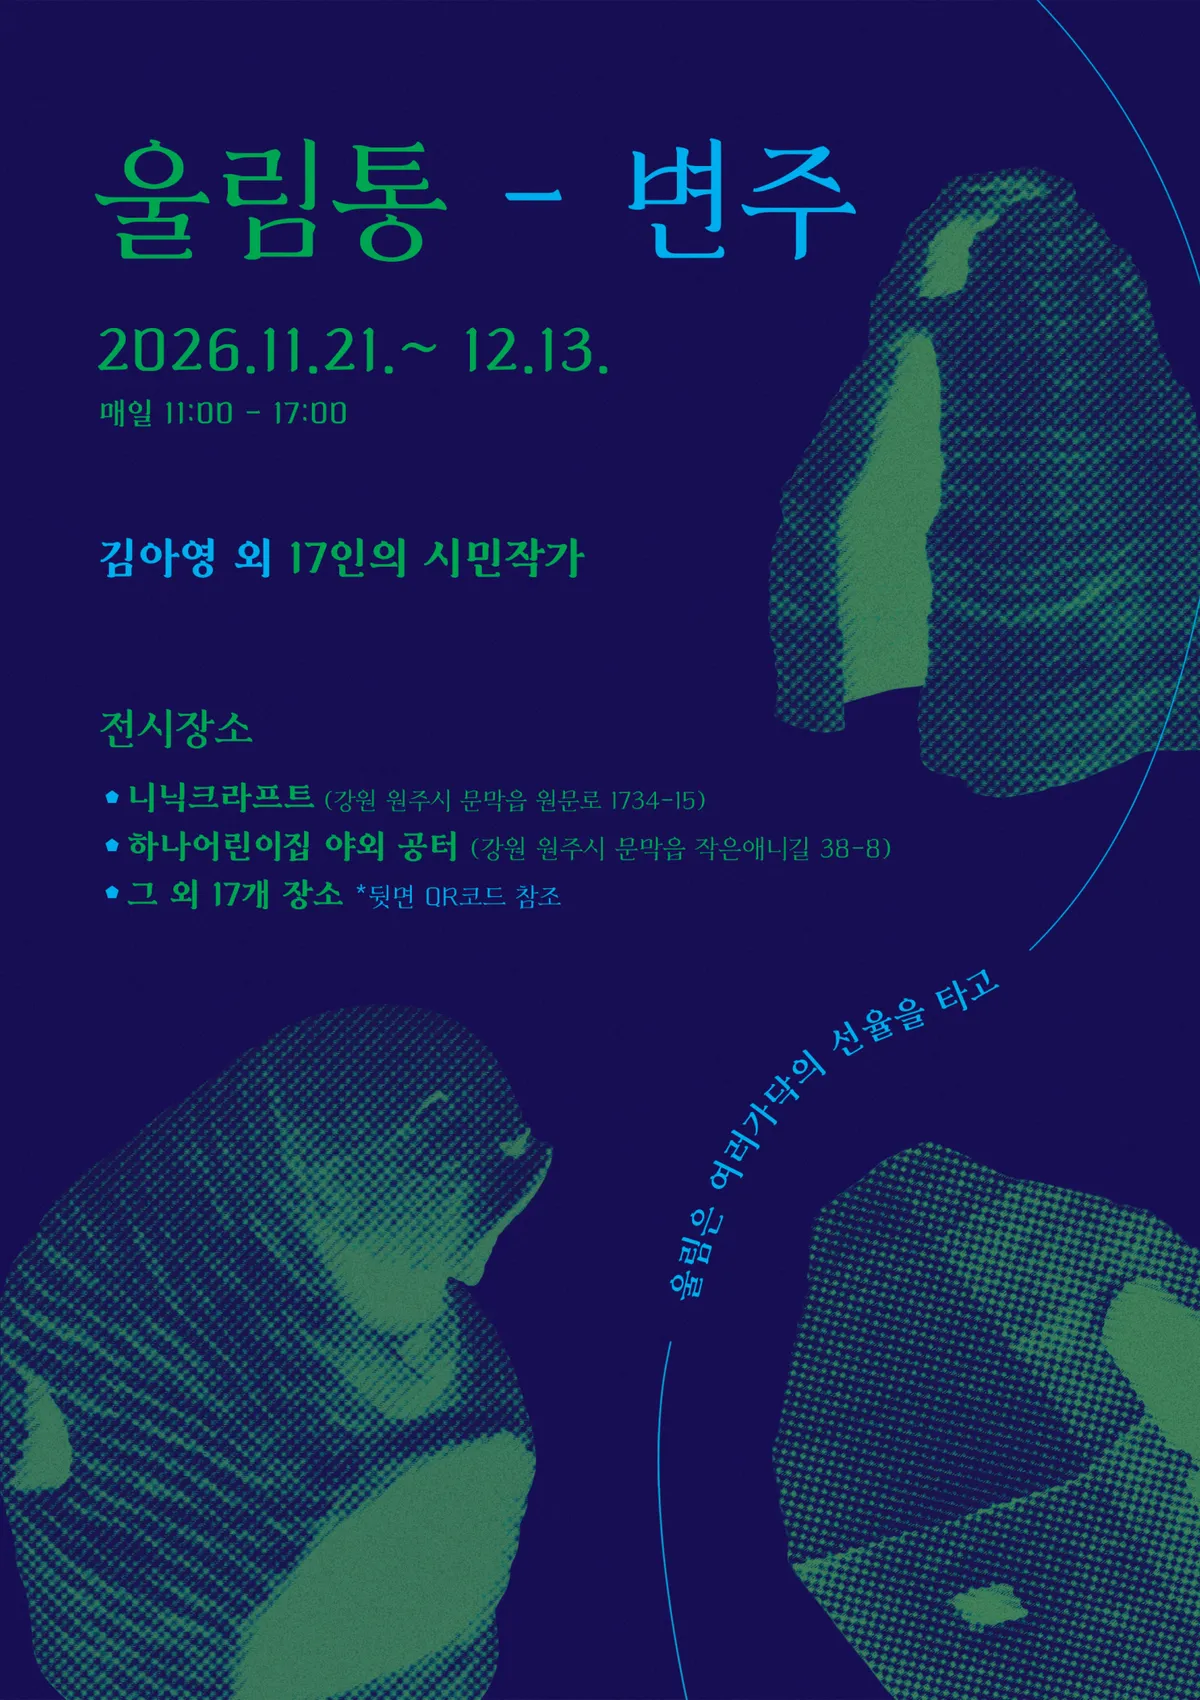 울림통 - 변주
2026.11.21.~ 12.13.
매일 11:00 - 17:00
김아영 외 17인의 시민작가
전시장소
니닉크라프트 (강원 원주시 문막읍 원문로 1734-15)
하나어린이집 야외 공터 (강원 원주시 문막읍 작은애니길 38-8)
그 외 17개 장소 *뒷면 QR코드 참조
울림은 여러가닥의 선율을 타고